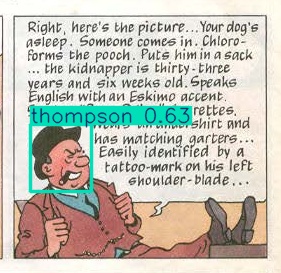 Right, here's the picture... Your dog's
asleep. Someone comes in. Chloro-
forms the pooch. Puts him in a sack
... the kidnapper is thirty-three
years and six weeks old. Speaks
English with an Eskimo accent.
rettes.
thompson 0.63
shirt and
has matching garters...
Easily identified by a
tattoo-mark on his left
shoulder-blade...